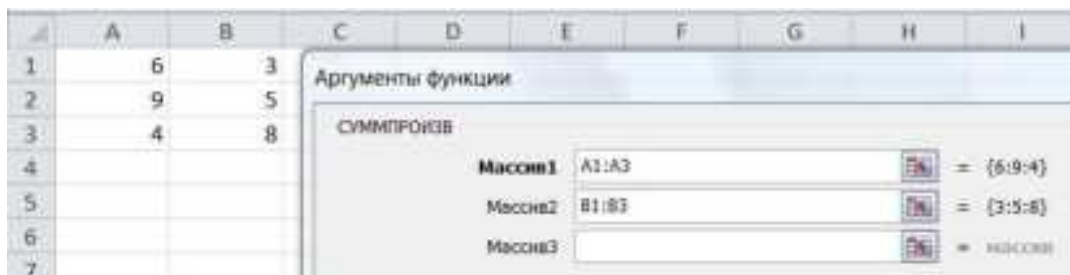 A B C D E F G H I
1 6 3
Аргументы функции
2 9 5
СУММПРОИЗВ
3 4 8
Массив1 A1:A3 = {6:9:4}
4
5 Массив2 B1:B3 = {3:5:8}
6 Массив3 = массив
7